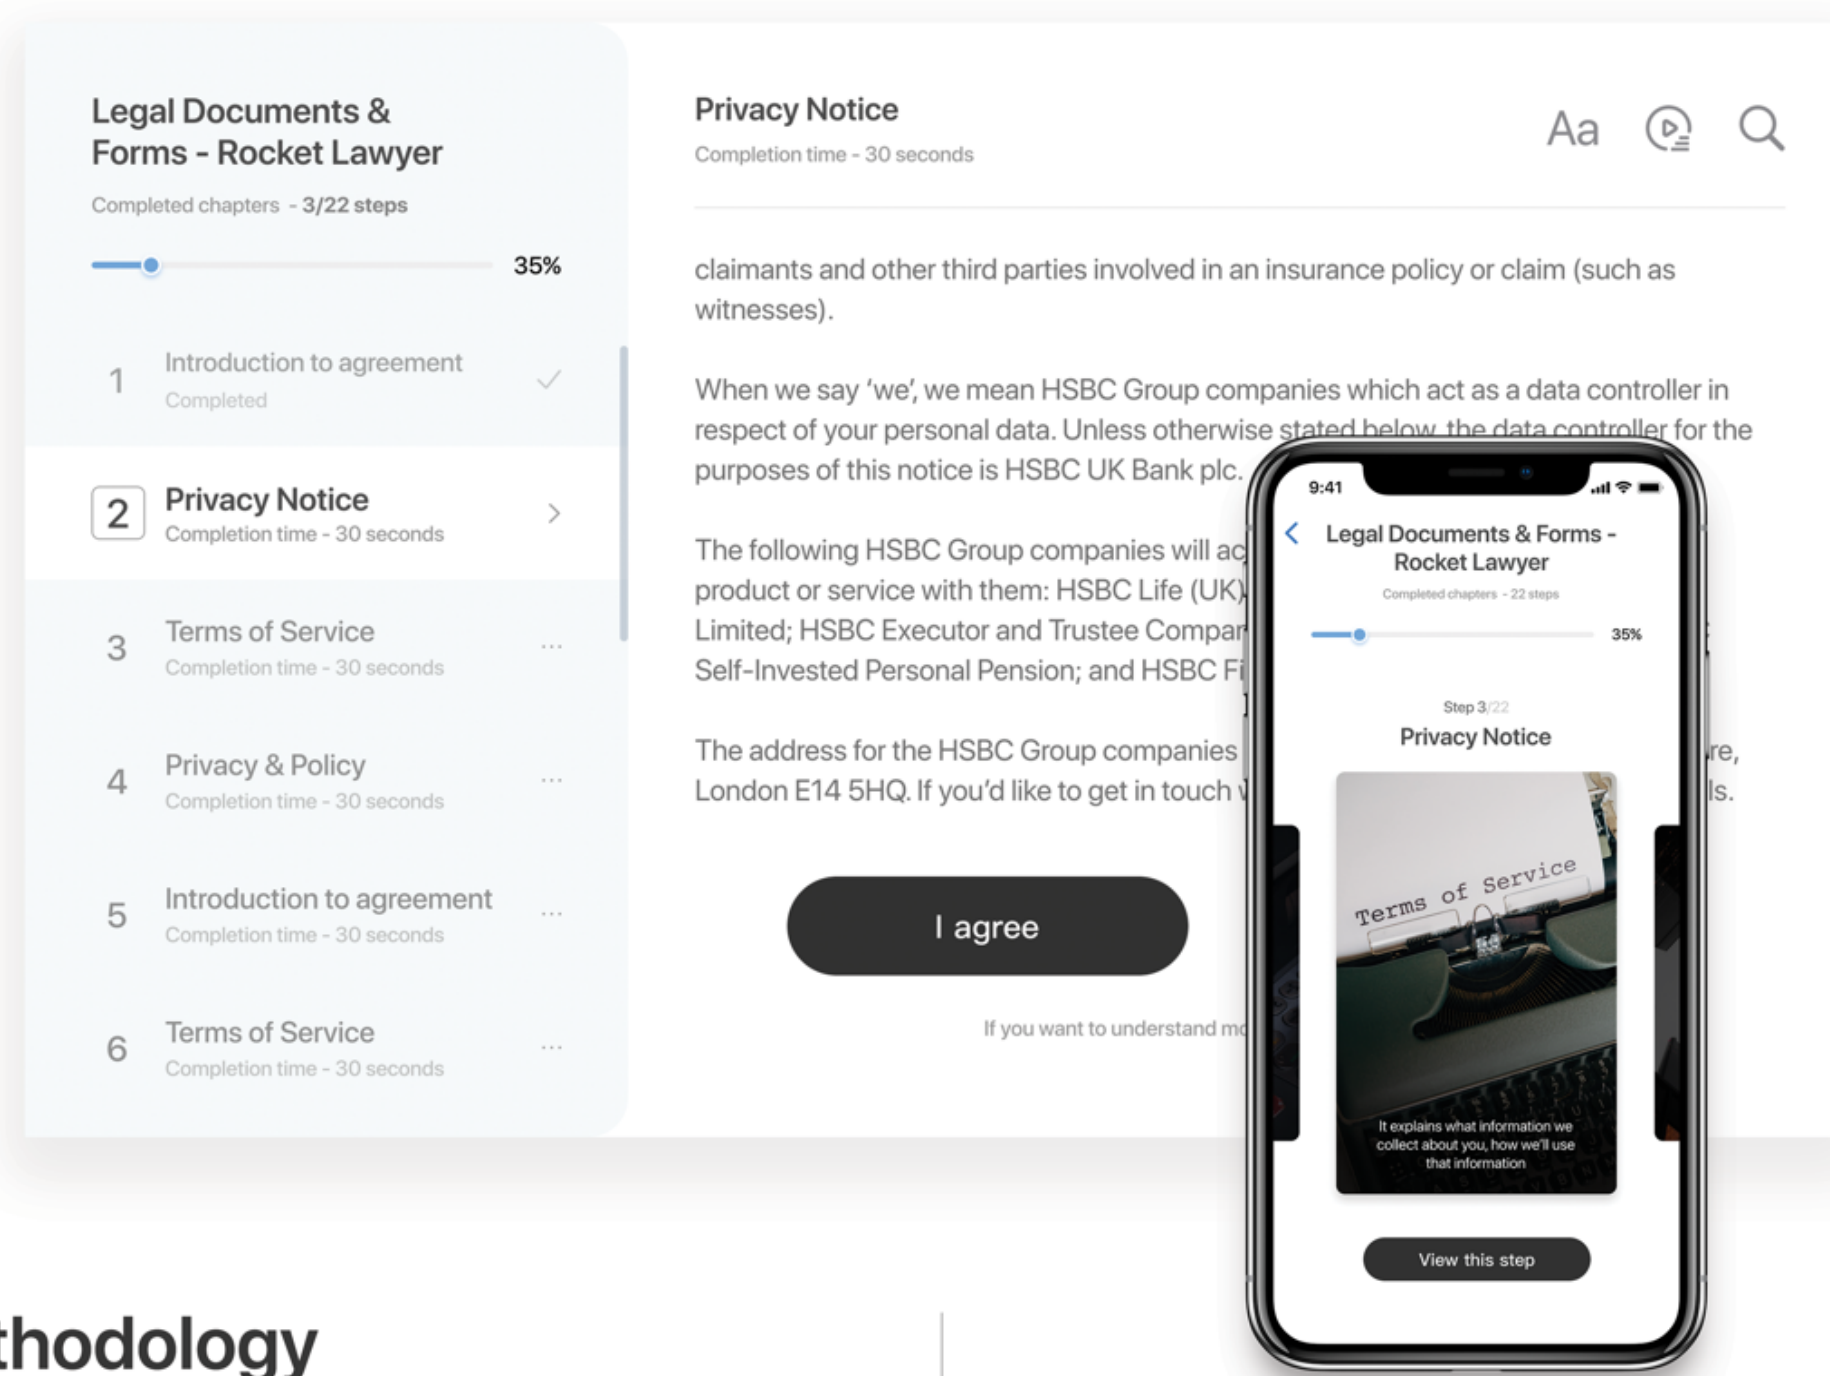 Legal Documents &
Forms - Rocket Lawyer
Completed chapters - 3/22 steps
35%
1
Introduction to agreement
Completed
2
Privacy Notice
Completion time - 30 seconds
3
Terms of Service
Completion time - 30 seconds
4
Privacy & Policy
Completion time - 30 seconds
5
Introduction to agreement
Completion time - 30 seconds
6
Terms of Service
Completion time - 30 seconds
Privacy Notice
Completion time - 30 seconds
Aa
claimants and other third parties involved in an insurance policy or claim (such as
witnesses).
When we say ‘we’, we mean HSBC Group companies which act as a data controller in
respect of your personal data. Unless otherwise stated below, the data controller for the
purposes of this notice is HSBC UK Bank plc.
The following HSBC Group companies will
product or service with them: HSBC Life (UK)
Limited; HSBC Executor and Trustee
Self-Invested Personal Pension; and HSBC
The address for the HSBC Group companies
London E14 5HQ. If you’d like to get in touch
I agree
If you want to understand
9:41
Legal Documents & Forms -
Rocket Lawyer
Completed chapters - 22 steps
35%
Step 3/22
Privacy Notice
Terms of Service
It explains what information we
collect about you, how we'll use
that information
View this step
thodology